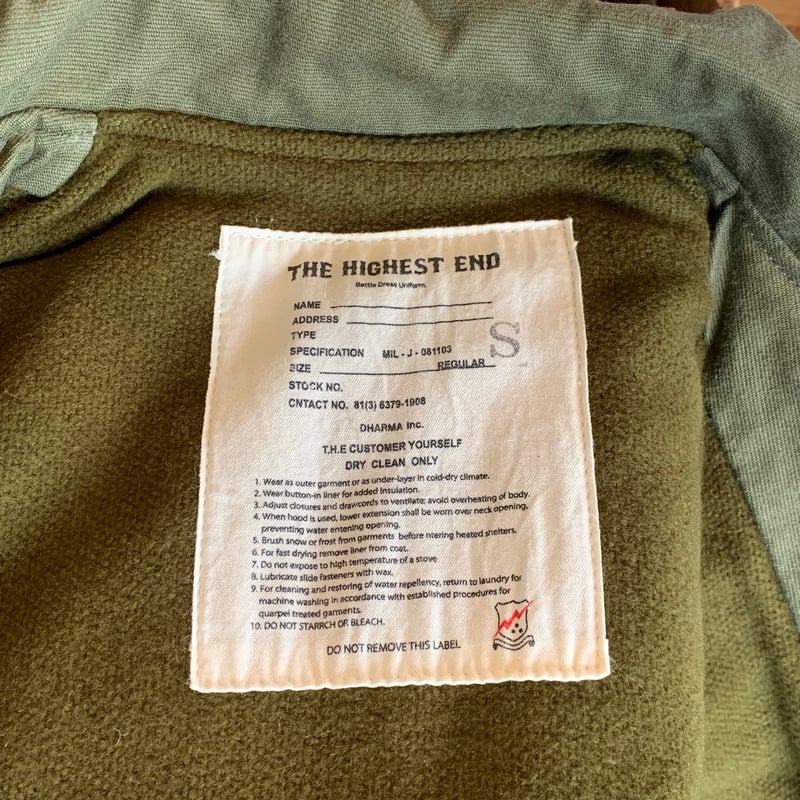 THE HIGHEST END
Battle Dress Uniform.
NAME
ADDRESS
TYPE
SPECIFICATION MIL - J - 081103
S
SIZE REGULAR
STOCK NO.
CNTACT NO. 81(3) 6379-1908
DHARMA Inc.
T.H.E CUSTOMER YOURSELF
DRY CLEAN ONLY
1. Wear as outer garment or as under-layer in cold-dry climate.
2. Wear button-in liner for added insulation.
3. Adjust closures and drawcords to ventilate; avoid overheating of body.
4. When hood is used, lower extension shall be worn over neck opening,
preventing water entening opening.
5. Brush snow or frost from garments before ntering heated shelters.
6. For fast drying remove liner from coat.
7. Do not expose to high temperature of a stove
8. Lubricate slide fasteners with wax.
9. For cleaning and restoring of water repellency, return to laundry for
machine washing in accordance with established procedures for
quarpel treated garments.
10. DO NOT STARRCH OR BLEACH.
DO NOT REMOVE THIS LABEL